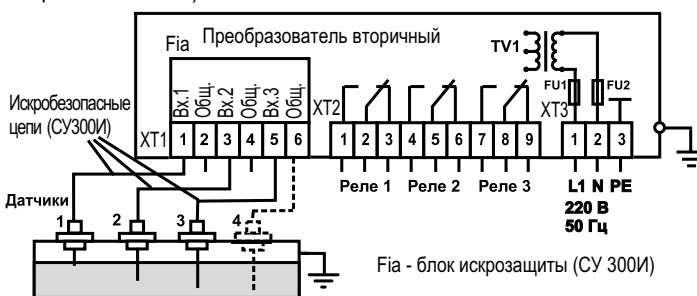 Преобразователь вторичный
TV1
Fia
Вх.1 Общ. Вх.2 Общ. Вх.3 Общ.
FU1 FU2
Искробезопасные
цепи (СУ300И)
XT1 1 2 3 4 5 6
XT2 1 2 3 4 5 6 7 8 9
XT3 1 2 3
Реле 1 Реле 2 Реле 3
L1 N PE
220 В
50 Гц
Датчики
1 2 3 4
Fia - блок искрозащиты (СУ 300И)